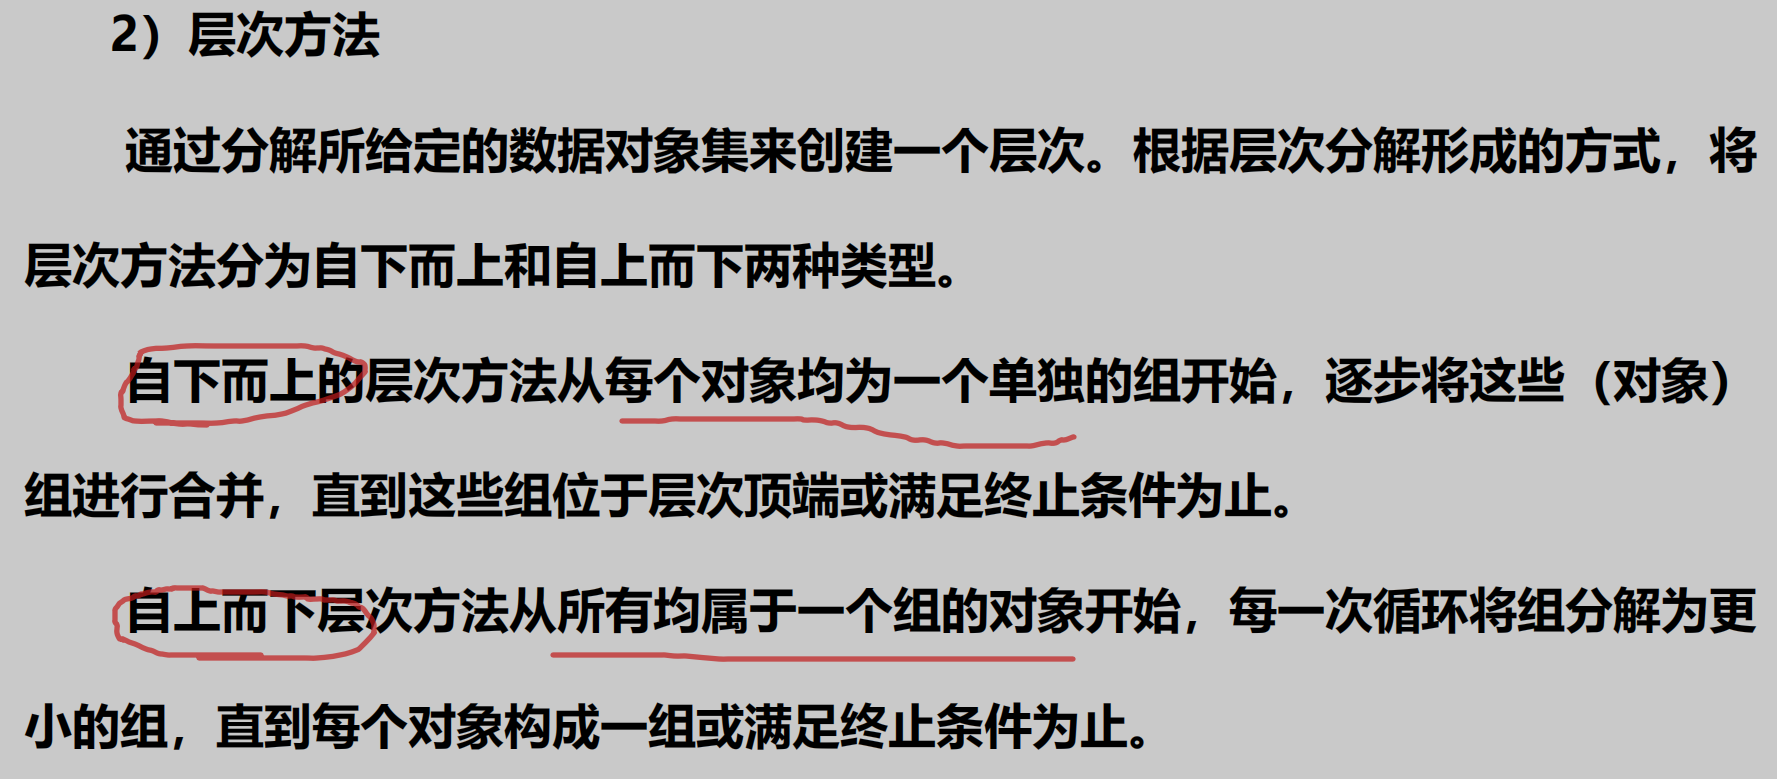 2）层次方法
通过分解所给定的数据对象集来创建一个层次。根据层次分解形成的方式，将
层次方法分为自下而上和自上而下两种类型。
自下而上的层次方法从每个对象均为一个单独的组开始，逐步将这些（对象）
组进行合并，直到这些组位于层次顶端或满足终止条件为止。
自上而下层次方法从所有均属于一个组的对象开始，每一次循环将组分解为更
小的组，直到每个对象构成一组或满足终止条件为止。